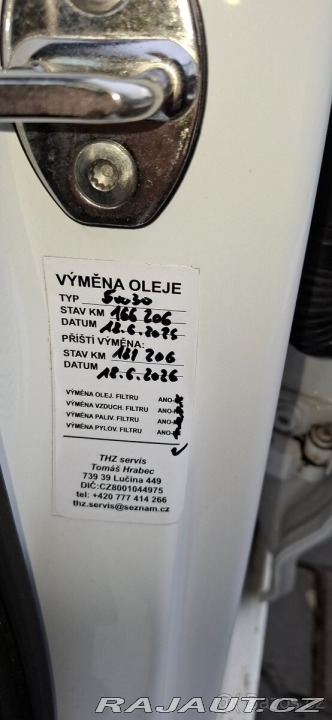 VÝMĚNA OLEJE
TYP 5w30
STAV KM 166 206
DATUM 18.6.2025
PŘÍŠTÍ VÝMĚNA:
STAV KM 181 206
DATUM 18.6.2026
VÝMĚNA OLEJ. FILTRU ANO-
VÝMĚNA VZDUCH. FILTRU ANO-
VÝMĚNA PALIV. FILTRU ANO-
VÝMĚNA PYLOV. FILTRU ANO-
THZ servis
Tomáš Hrabec
739 39 Lučina 449
DIČ:CZ8001044975
tel: +420 777 414 266
thz.servis@seznam.cz
RAJAUT.CZ